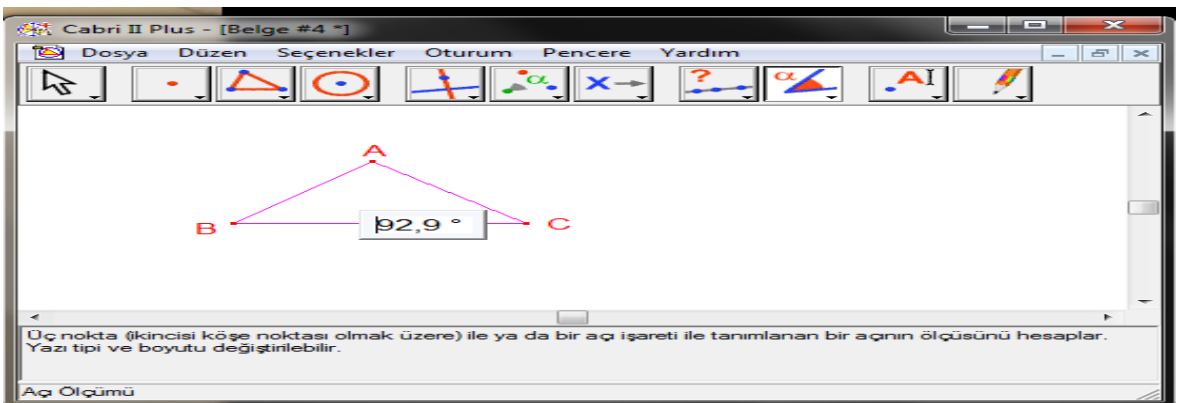 Cabri II Plus - [Belge #4 *]
Dosya Düzen Seçenekler Oturum Pencere Yardım
? α α X A
A
B 92,9 ° C
Üç nokta (ikincisi köşe noktası olmak üzere) ile ya da bir açı işareti ile tanımlanan bir açının ölçüsünü hesaplar.
Yazı tipi ve boyutu değiştirilebilir.
Açı Ölçümü